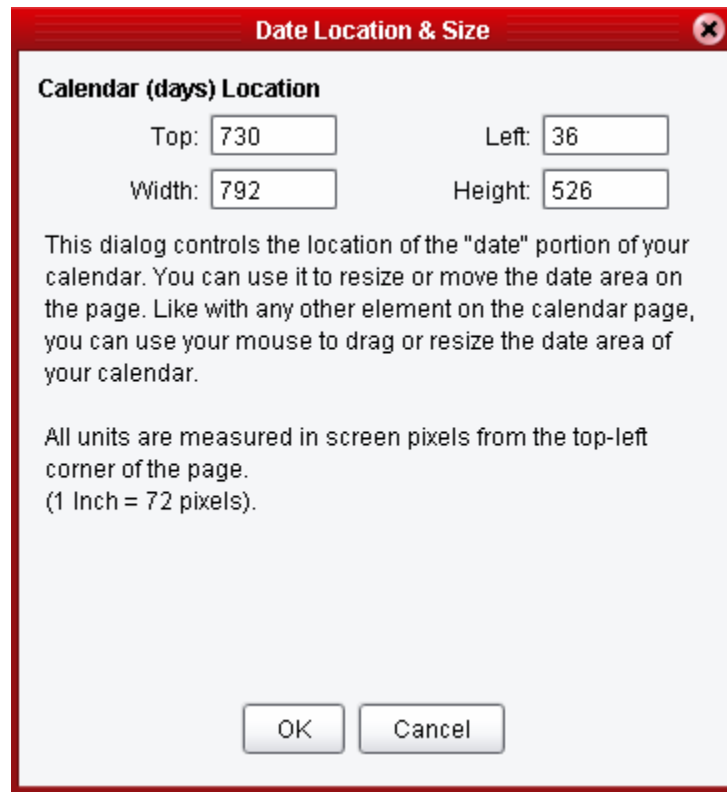 Date Location & Size
Calendar (days) Location
Top: 730 Left: 36
Width: 792 Height: 526
This dialog controls the location of the "date" portion of your
calendar. You can use it to resize or move the date area on
the page. Like with any other element on the calendar page,
you can use your mouse to drag or resize the date area of
your calendar.
All units are measured in screen pixels from the top-left
corner of the page.
(1 Inch = 72 pixels).
OK Cancel